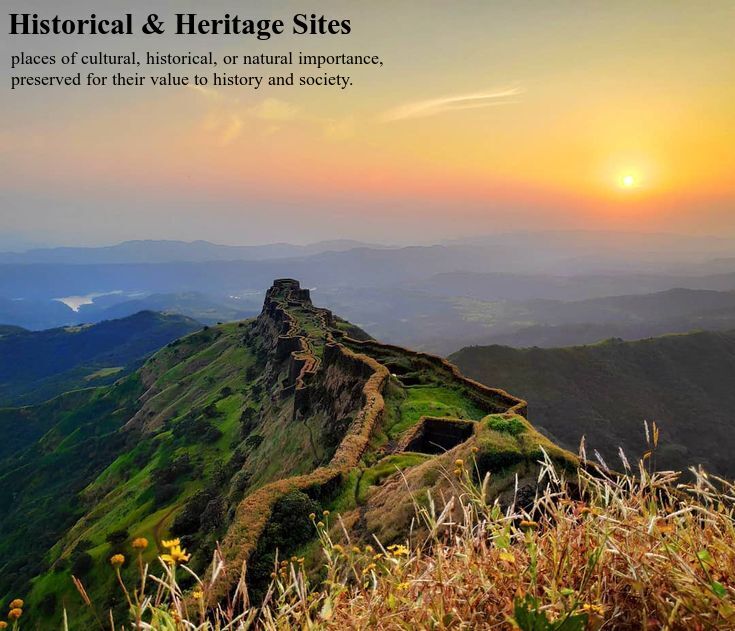 Historical & Heritage Sites
places of cultural, historical, or natural importance,
preserved for their value to history and society.